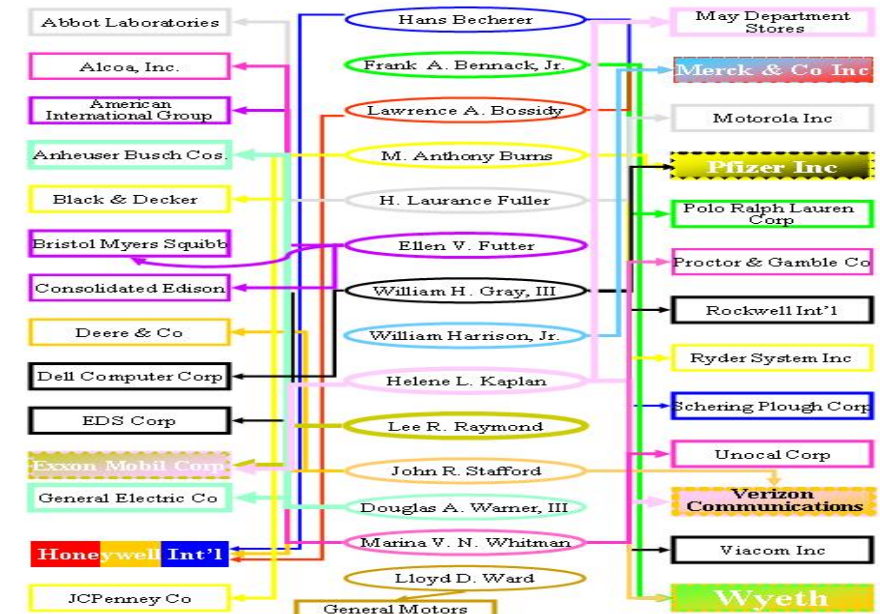 Abbot Laboratories
Alcoa, Inc.
American
International Group
Anheuser Busch Cos.
Black & Decker
Bristol Myers Squibb
Consolidated Edison
Deere & Co
Dell Computer Corp
EDS Corp
Exxon Mobil Corp
General Electric Co
Honeywell Int'l
JCPenney Co
Hans Becherer
Frank A. Bennack, Jr.
Lawrence A. Bossidy
M. Anthony Burns
H. Laurance Fuller
Ellen V. Futter
William H. Gray, III
William Harrison, Jr.
Helene L. Kaplan
Lee R. Raymond
John R. Stafford
Douglas A. Warner, III
Marina V. N. Whitman
Lloyd D. Ward
General Motors
May Department
Stores
Merck & Co Inc
Motorola Inc
Pfizer Inc
Polo Ralph Lauren
Corp
Proctor & Gamble Co
Rockwell Int'l
Ryder System Inc
Schering Plough Corp
Unocal Corp
Verizon
Communications
Viacom Inc
Wyeth